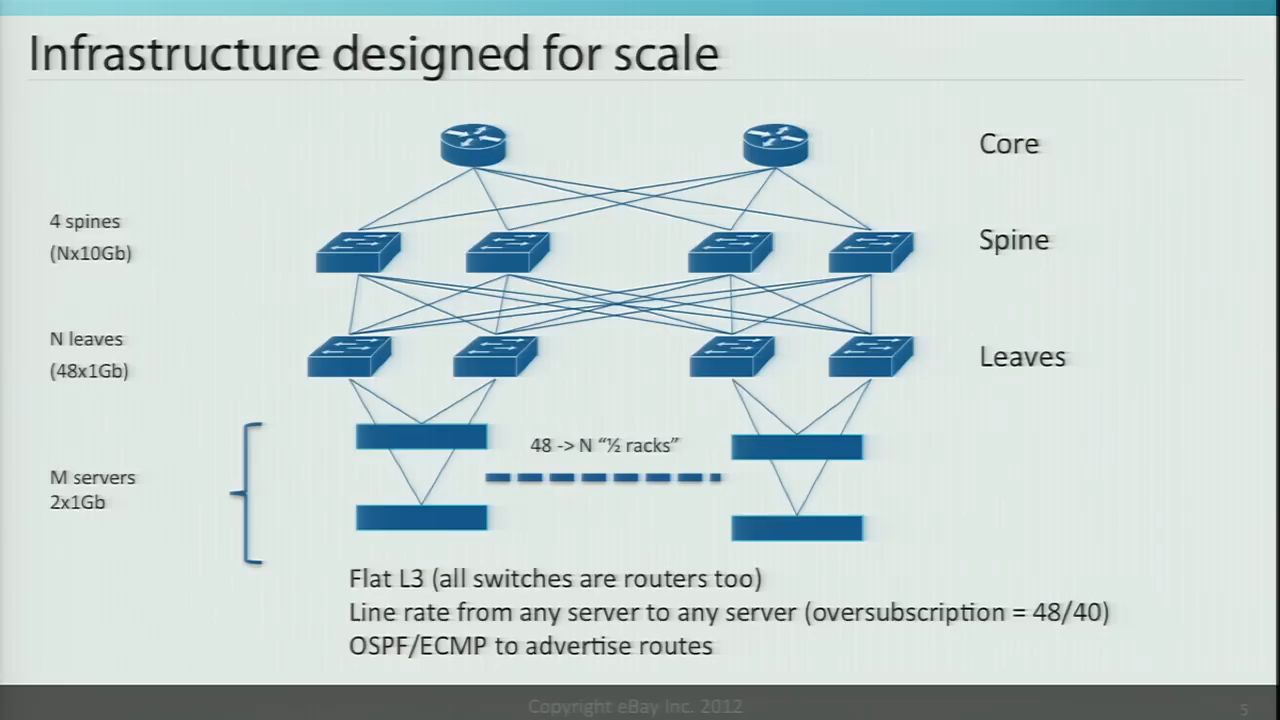 Infrastructure designed for scale
Core
4 spines
(Nx10Gb)
Spine
N leaves
(48x1Gb)
Leaves
48 -> N “½ racks”
M servers
2x1Gb
Flat L3 (all switches are routers too)
Line rate from any server to any server (oversubscription = 48/40)
OSPF/ECMP to advertise routes
Copyright eBay Inc. 2012
5